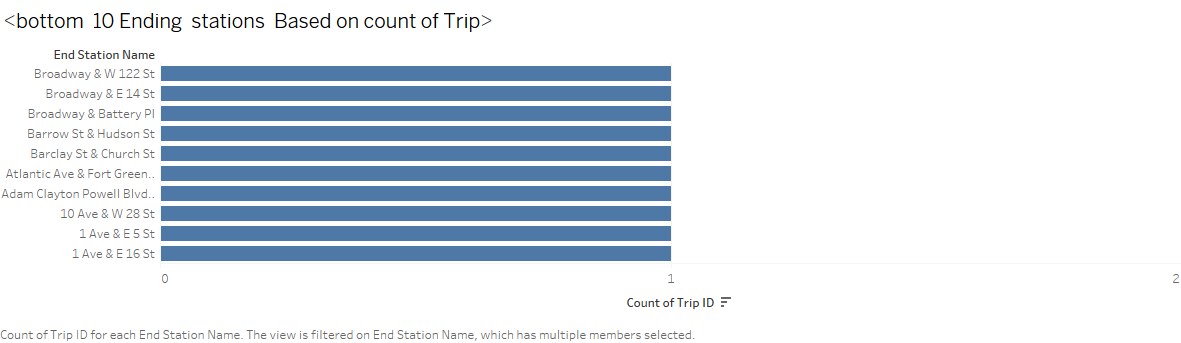 <bottom 10 Ending stations Based on count of Trip>
End Station Name
Broadway & W 122 St
Broadway & E 14 St
Broadway & Battery Pl
Barrow St & Hudson St
Barclay St & Church St
Atlantic Ave & Fort Green..
Adam Clayton Powell Blvd..
10 Ave & W 28 St
1 Ave & E 5 St
1 Ave & E 16 St
0 1 2
Count of Trip ID
Count of Trip ID for each End Station Name. The view is filtered on End Station Name, which has multiple members selected.